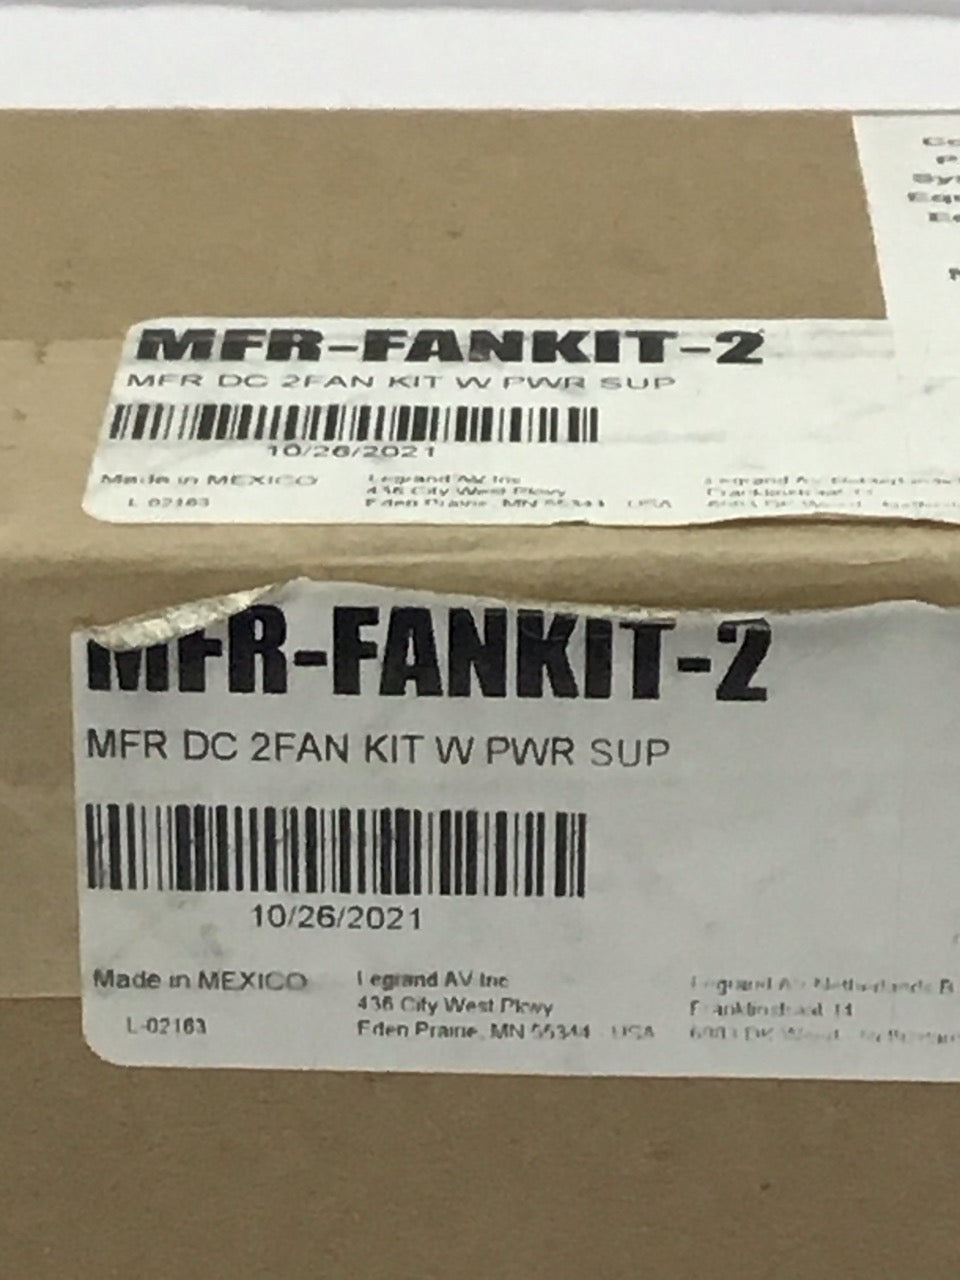 MFR-FANKIT-2
MFR DC 2FAN KIT W PWR SUP
10/26/2021
Made in MEXICO
L-02163
Legrand AV Inc
436 City West Pkwy
Eden Prairie, MN 55344 USA
MFR-FANKIT-2
MFR DC 2FAN KIT W PWR SUP
10/26/2021
Made in MEXICO
L-02163
Legrand AV Inc
436 City West Pkwy
Eden Prairie, MN 55344 USA
Legrand AV Netherlands B
Franklinstraat 14